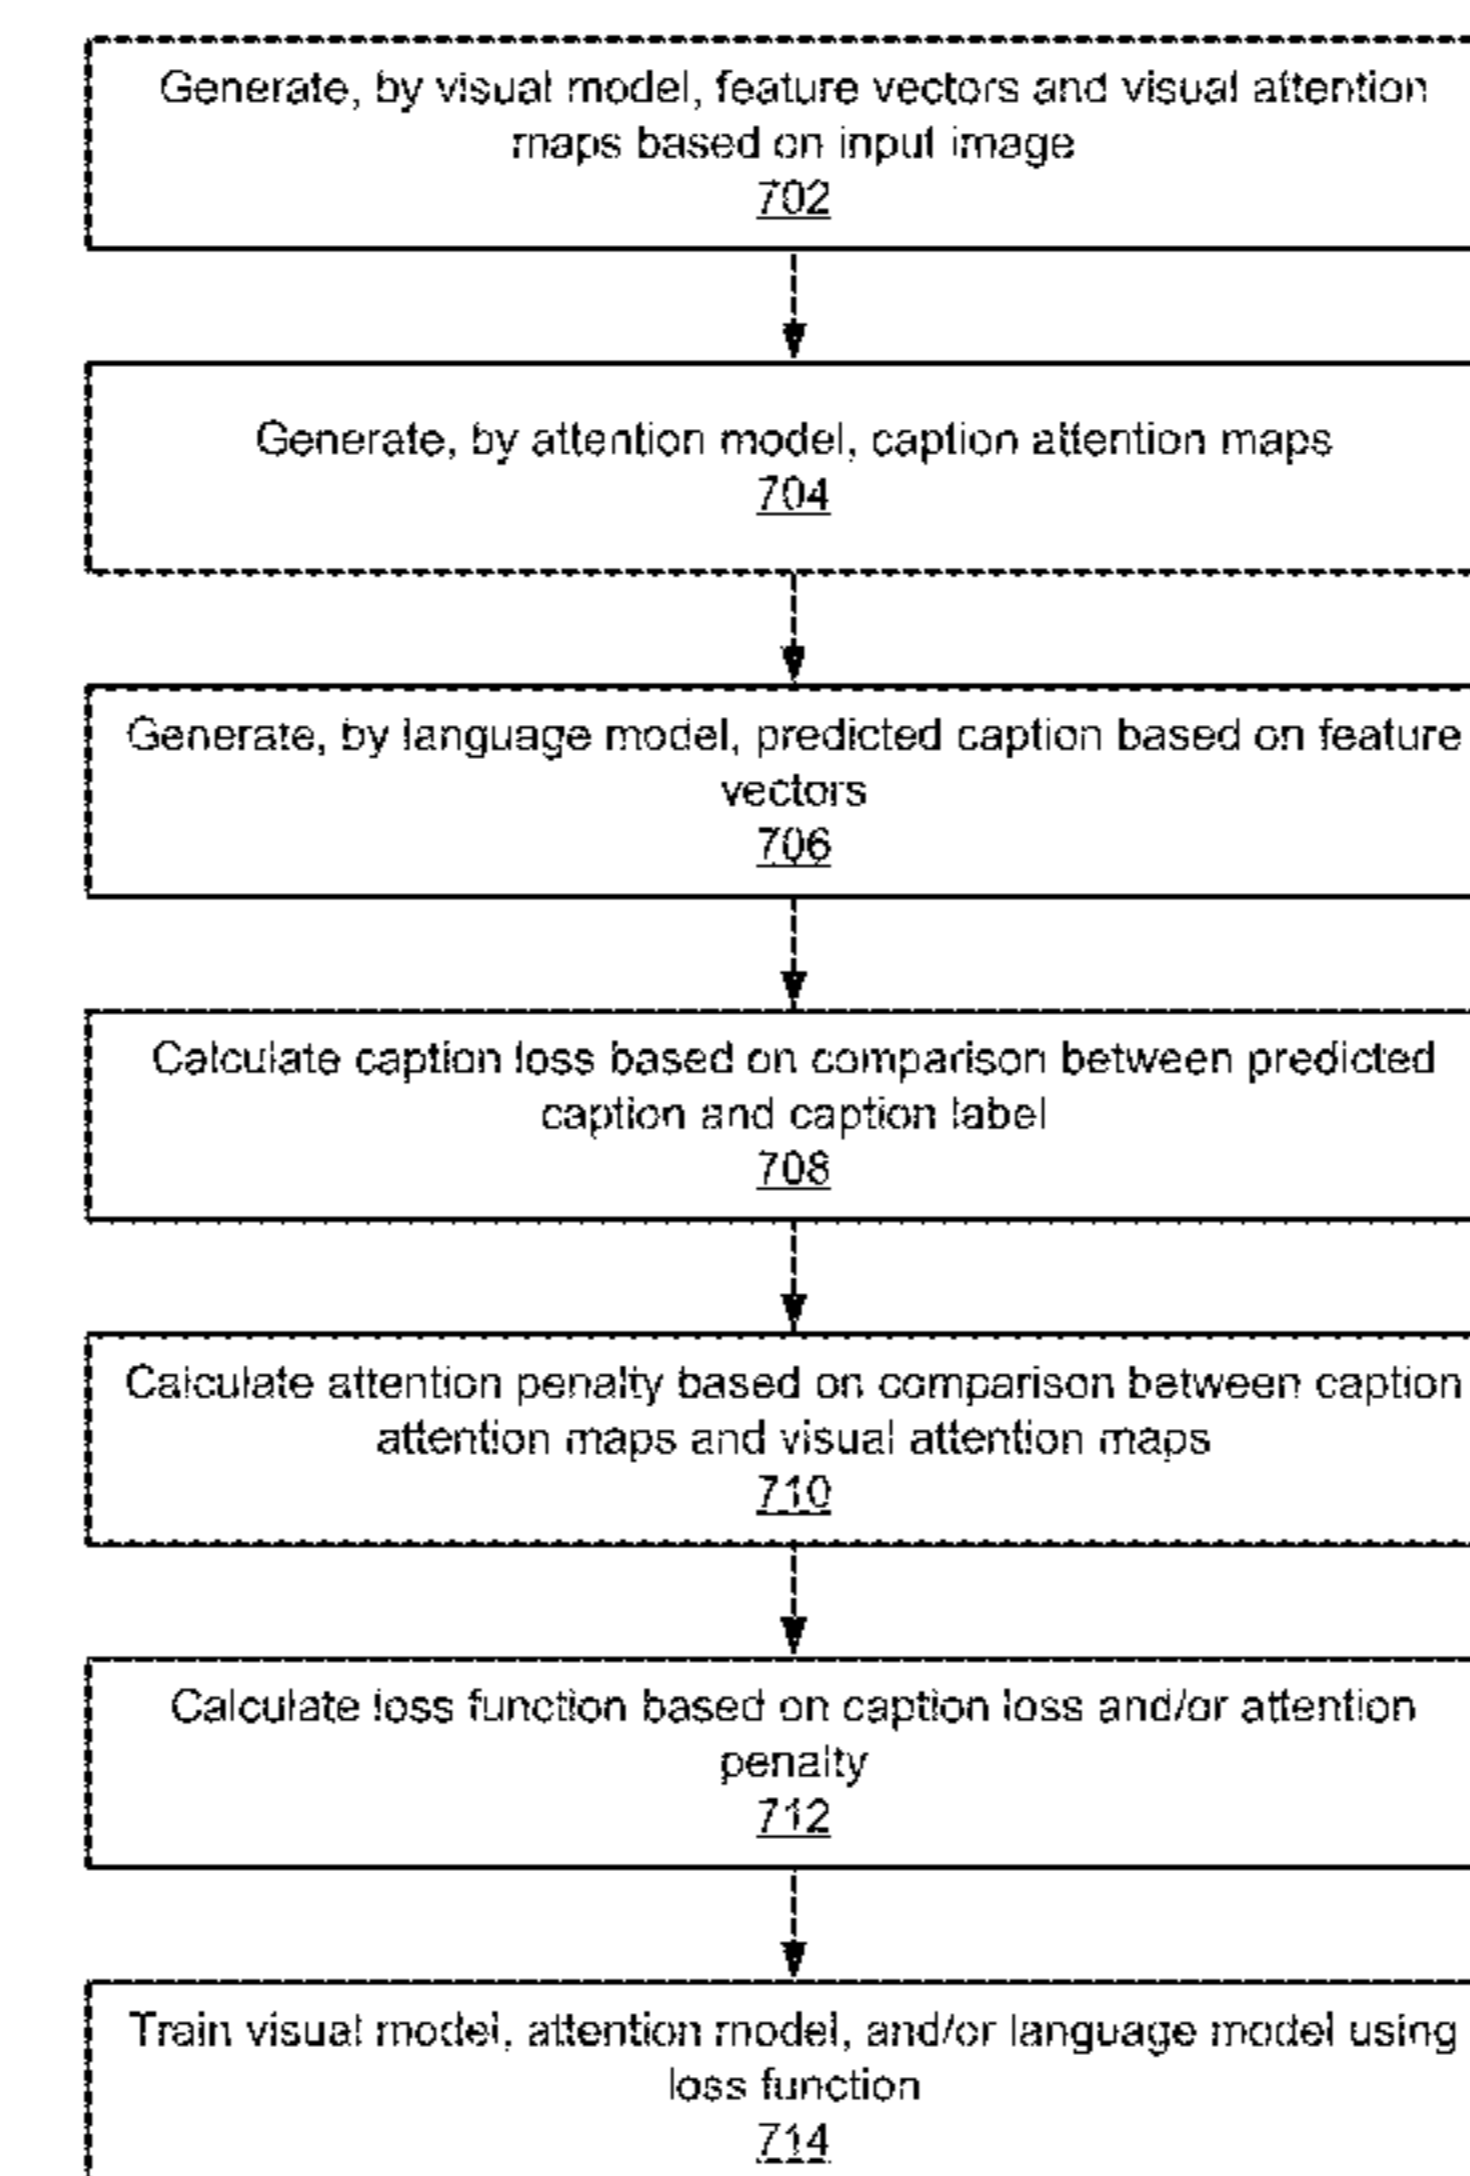 Generate, by visual model, feature vectors and visual attention
maps based on input image
702
Generate, by attention model, caption attention maps
704
Generate, by language model, predicted caption based on feature
vectors
706
Calculate caption loss based on comparison between predicted
caption and caption label
708
Calculate attention penalty based on comparison between caption
attention maps and visual attention maps
710
Calculate loss function based on caption loss and/or attention
penalty
712
Train visual model, attention model, and/or language model using
loss function
714